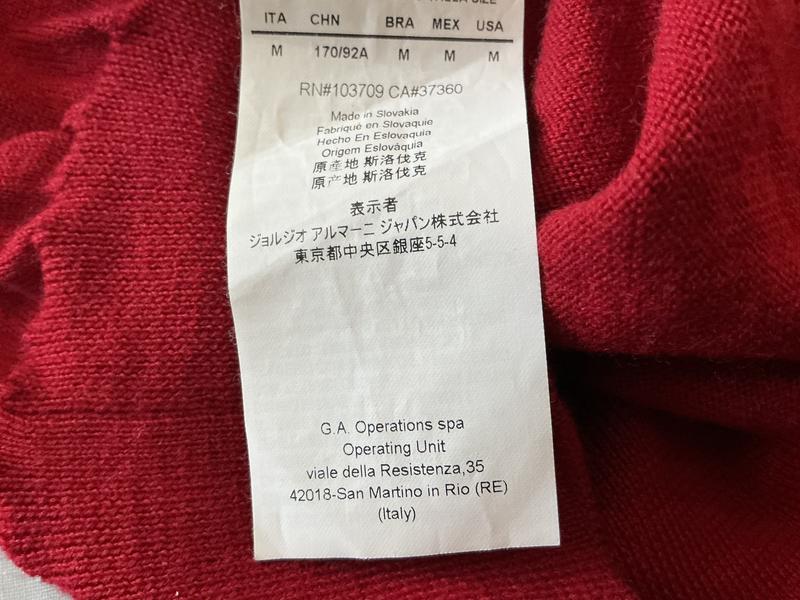 TALLA SIZE
ITA CHN BRA MEX USA
M 170/92A M M M
RN#103709 CA#37360
Made in Slovakia
Fabriqué en Slovaquie
Hecho En Eslovaquia
Origem Eslováquia
原産地 斯洛伐克
原产地 斯洛伐克
表示者
ジョルジオ アルマーニ ジャパン株式会社
東京都中央区銀座5-5-4
G.A. Operations spa
Operating Unit
viale della Resistenza,35
42018-San Martino in Rio (RE)
(Italy)